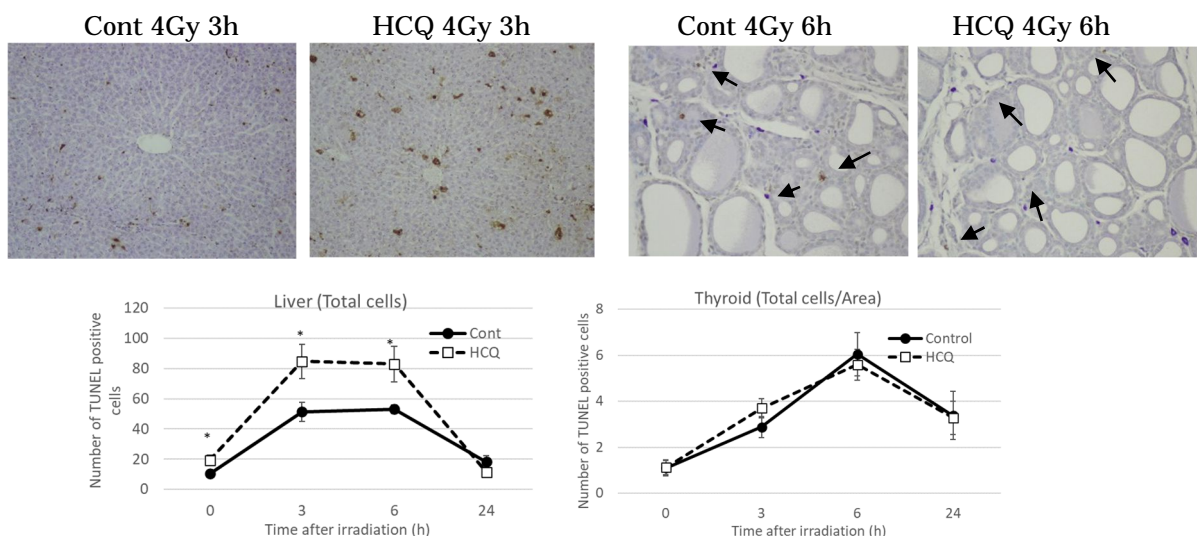 Cont 4Gy 3h
HCQ 4Gy 3h
Cont 4Gy 6h
HCQ 4Gy 6h
Liver (Total cells)
Number of TUNEL positive
cells
120
100
80
60
40
20
0
*
*
*
Cont
HCQ
0
3
6
24
Time after irradiation (h)
Thyroid (Total cells/Area)
Number of TUNEL positive cells
8
6
4
2
0
Control
HCQ
0
3
6
24
Time after irradiation (h)